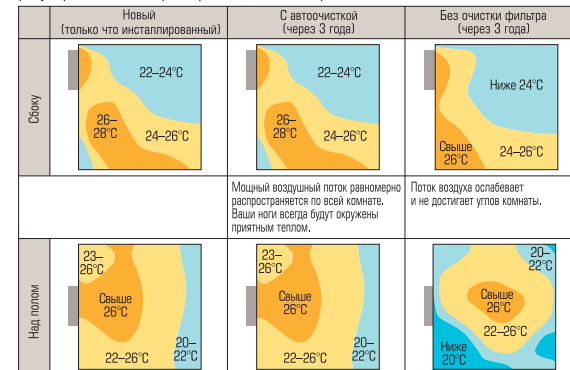 Новый
(только что инсталлированный)
С автоочисткой
(через 3 года)
Без очистки фильтра
(через 3 года)
Сбоку
22–24°C
26–
28°C
24–26°C
22–24°C
26–
28°C
24–26°C
Ниже 24°C
Свыше
26°C
24–26°C
Мощный воздушный поток равномерно
распространяется по всей комнате.
Ваши ноги всегда будут окружены
приятным теплом.
Поток воздуха ослабевает
и не достигает углов комнаты.
Над полом
23–
26°C
Свыше
26°C
22–26°C
20–
22°C
23–
26°C
Свыше
26°C
22–26°C
20–
22°C
20–
22°C
Свыше
26°C
22–26°C
Ниже
20°C